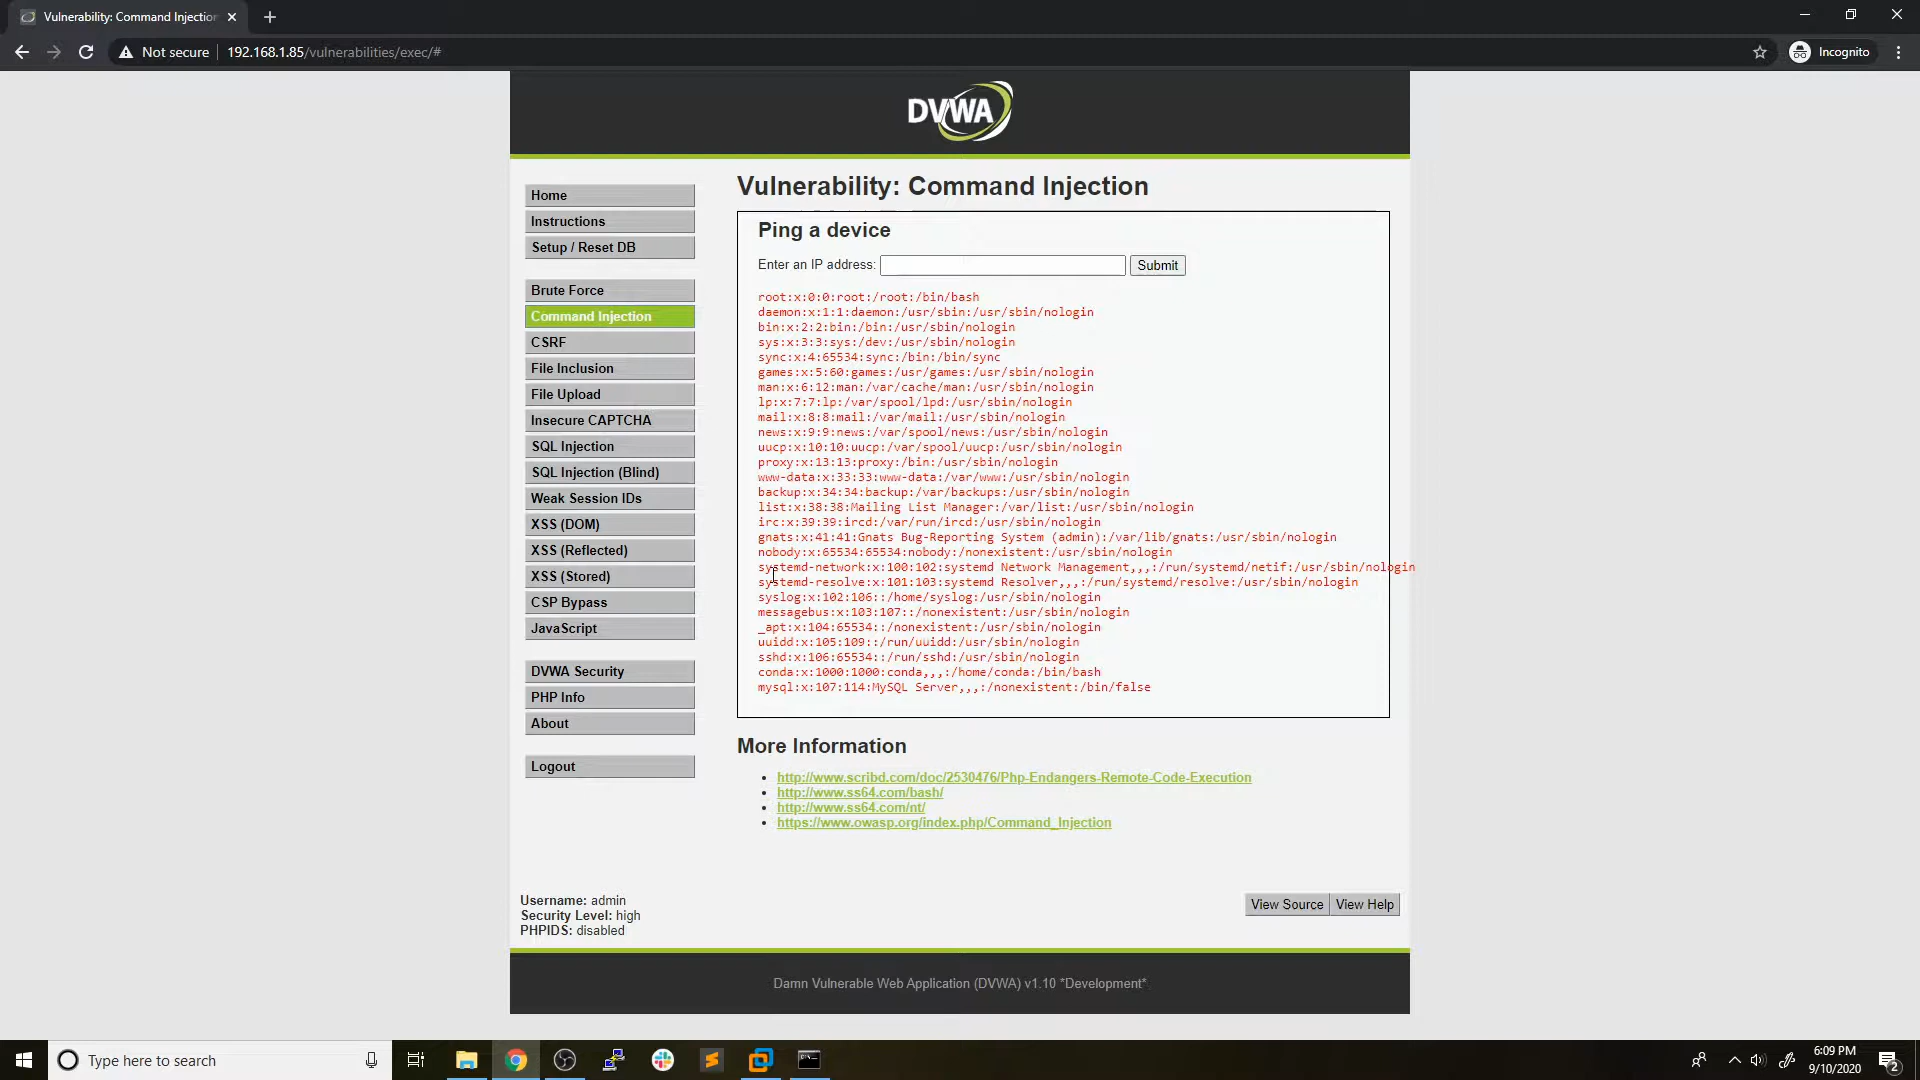 Vulnerability: Command Injection
Not secure
192.168.1.85/vulnerabilities/exec/#
Incognito
DVWA
Home
Instructions
Setup / Reset DB
Brute Force
Command Injection
CSRF
File Inclusion
File Upload
Insecure CAPTCHA
SQL Injection
SQL Injection (Blind)
Weak Session IDs
XSS (DOM)
XSS (Reflected)
XSS (Stored)
CSP Bypass
JavaScript
DVWA Security
PHP Info
About
Logout
Vulnerability: Command Injection
Ping a device
Enter an IP address: Submit
root:x:0:0:root:/root:/bin/bash
daemon:x:1:1:daemon:/usr/sbin:/usr/sbin/nologin
bin:x:2:2:bin:/bin:/usr/sbin/nologin
sys:x:3:3:sys:/dev:/usr/sbin/nologin
sync:x:4:65534:sync:/bin:/bin/sync
games:x:5:60:games:/usr/games:/usr/sbin/nologin
man:x:6:12:man:/var/cache/man:/usr/sbin/nologin
lp:x:7:7:lp:/var/spool/lpd:/usr/sbin/nologin
mail:x:8:8:mail:/var/mail:/usr/sbin/nologin
news:x:9:9:news:/var/spool/news:/usr/sbin/nologin
uucp:x:10:10:uucp:/var/spool/uucp:/usr/sbin/nologin
proxy:x:13:13:proxy:/bin:/usr/sbin/nologin
www-data:x:33:33:www-data:/var/www:/usr/sbin/nologin
backup:x:34:34:backup:/var/backups:/usr/sbin/nologin
list:x:38:38:Mailing List Manager:/var/list:/usr/sbin/nologin
irc:x:39:39:ircd:/var/run/ircd:/usr/sbin/nologin
gnats:x:41:41:Gnats Bug-Reporting System (admin):/var/lib/gnats:/usr/sbin/nologin
nobody:x:65534:65534:nobody:/nonexistent:/usr/sbin/nologin
systemd-network:x:100:102:systemd Network Management,,,:/run/systemd/netif:/usr/sbin/nologin
systemd-resolve:x:101:103:systemd Resolver,,,:/run/systemd/resolve:/usr/sbin/nologin
syslog:x:102:106::/home/syslog:/usr/sbin/nologin
messagebus:x:103:107::/nonexistent:/usr/sbin/nologin
_apt:x:104:65534::/nonexistent:/usr/sbin/nologin
uuidd:x:105:109::/run/uuidd:/usr/sbin/nologin
sshd:x:106:65534::/run/sshd:/usr/sbin/nologin
conda:x:1000:1000:conda,,,:/home/conda:/bin/bash
mysql:x:107:114:MySQL Server,,,:/nonexistent:/bin/false
More Information
http://www.scribd.com/doc/2530476/Php-Endangers-Remote-Code-Execution
http://www.ss64.com/bash/
http://www.ss64.com/nt/
https://www.owasp.org/index.php/Command_Injection
Username: admin
Security Level: high
PHPIDS: disabled
View Source View Help
Damn Vulnerable Web Application (DVWA) v1.10 *Development*
Type here to search
6:09 PM
9/10/2020
2